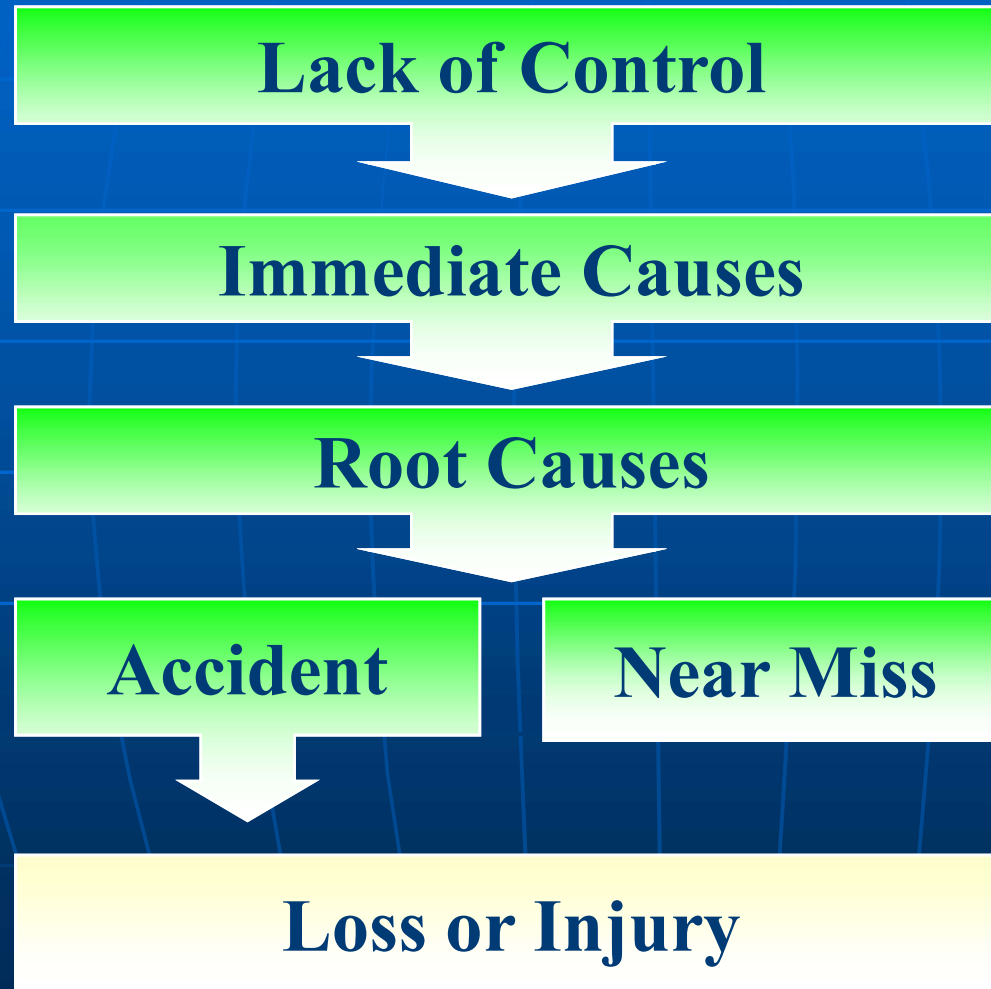 Lack of Control
Immediate Causes
Root Causes
Accident
Near Miss
Loss or Injury